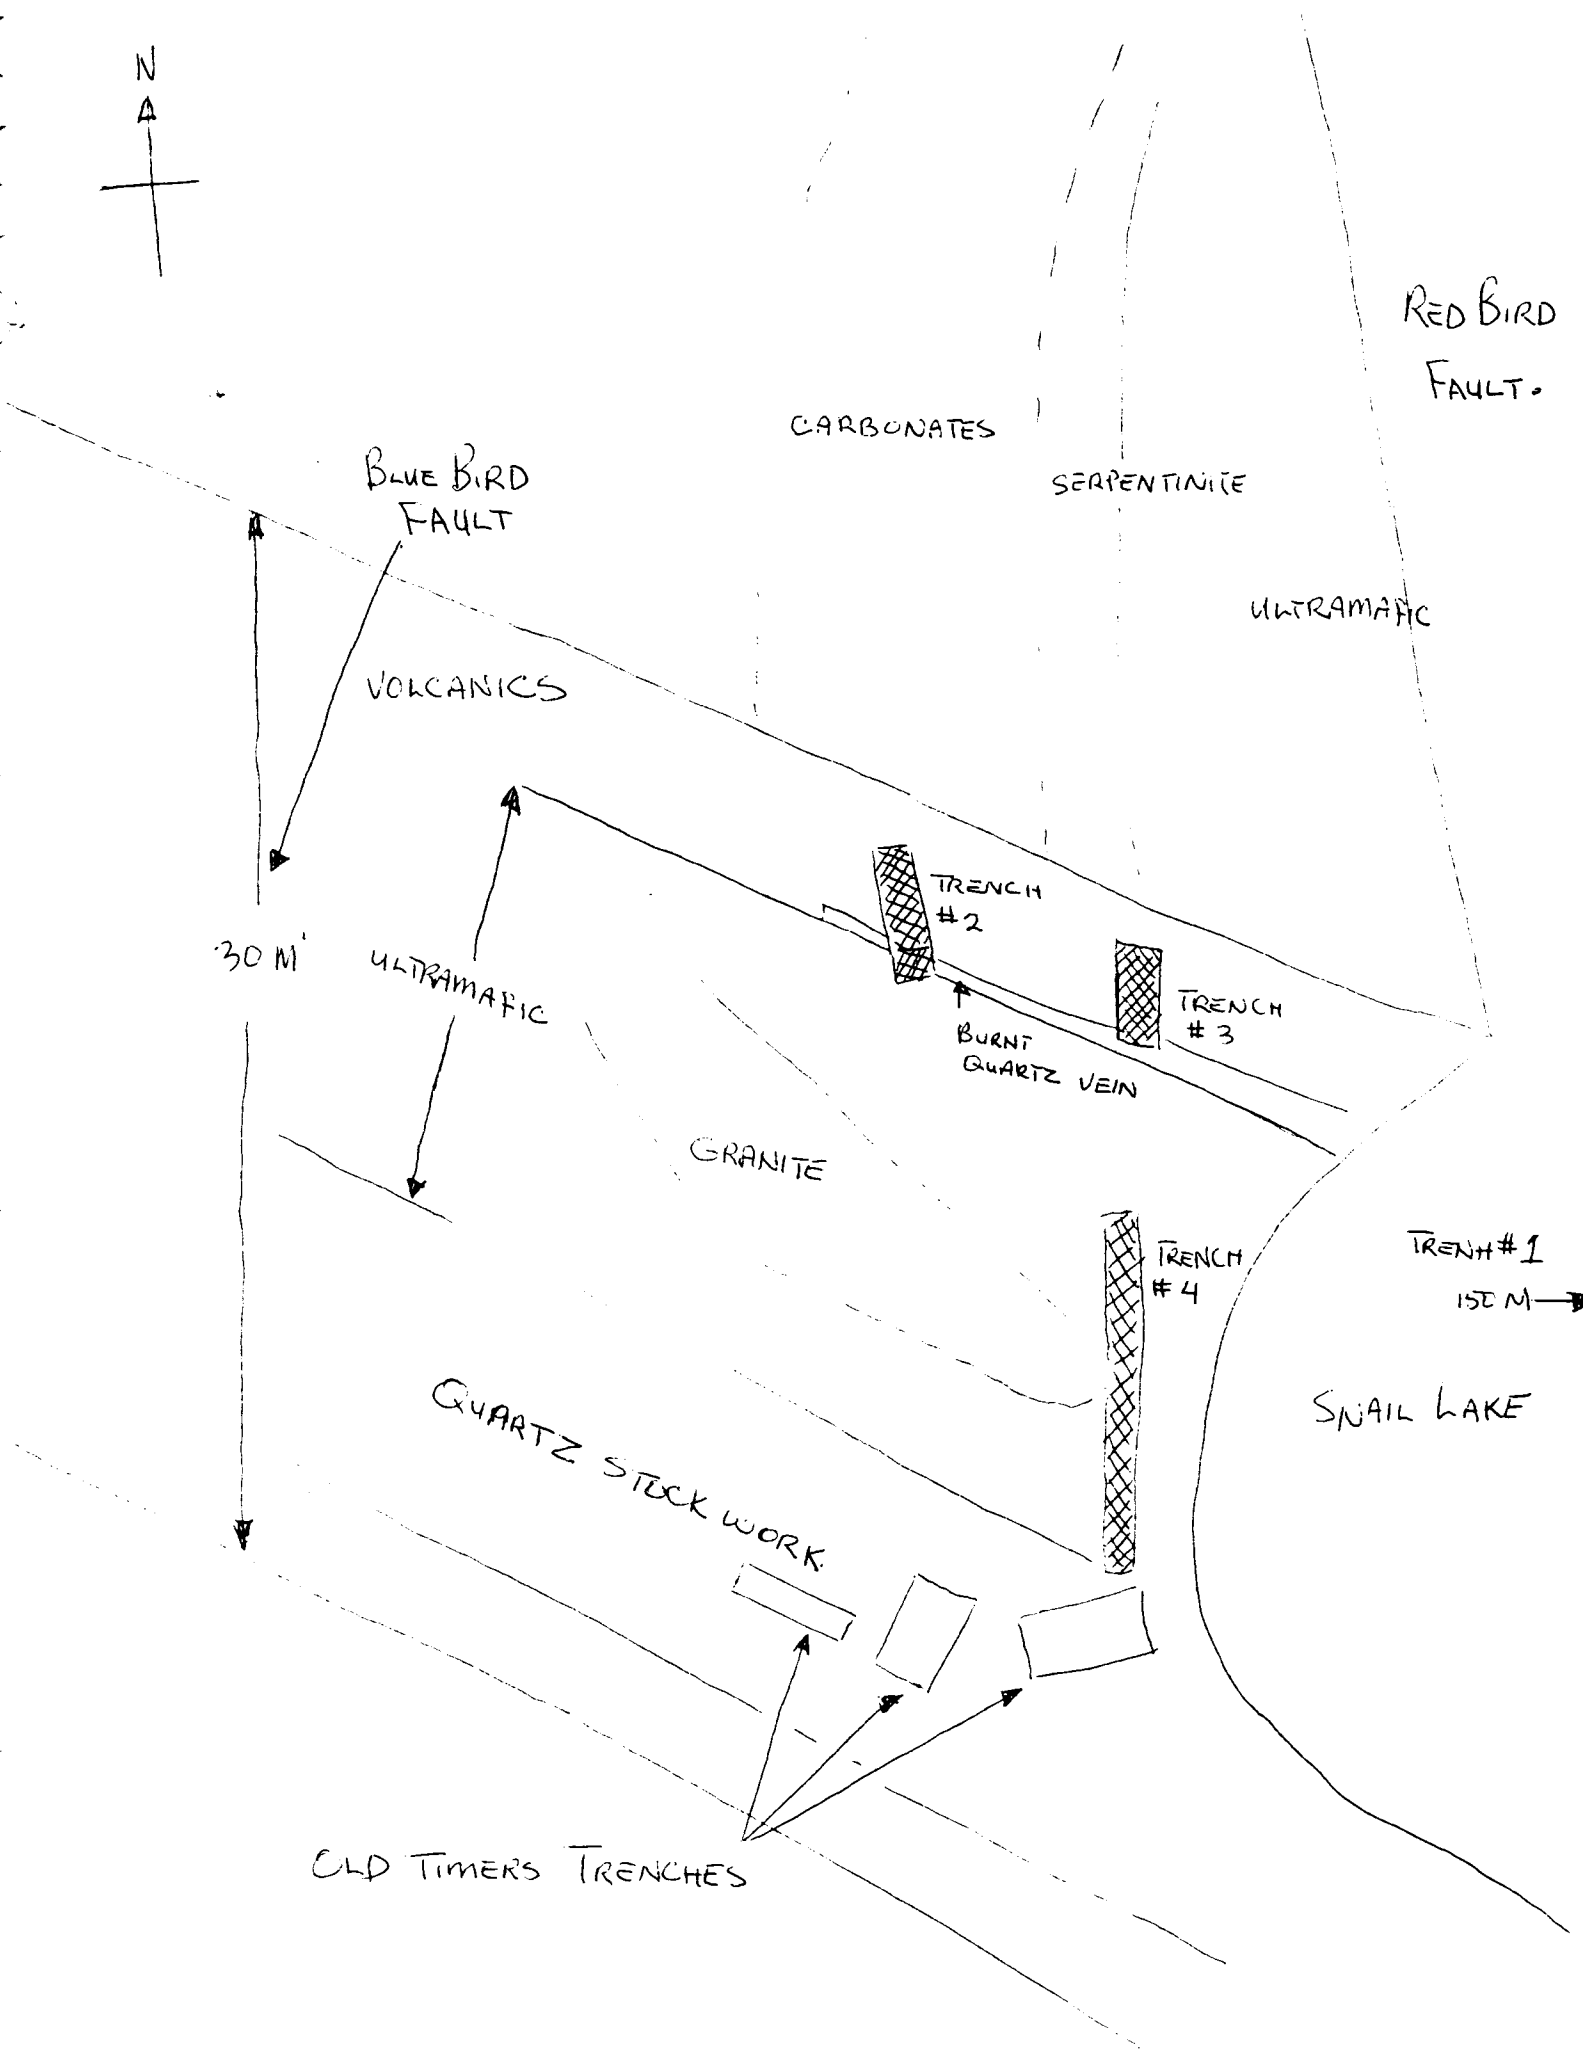 N
RED BIRD
FAULT.
CARBONATES
BLUE BIRD
FAULT
SERPENTINITE
ULTRAMAFIC
VOLCANICS
TRENCH
#2
30 M
ULTRAMAFIC
TRENCH
# 3
BURNT
QUARTZ VEIN
GRANITE
TRENCH
# 4
TRENH #1
150 M
SNAIL LAKE
QUARTZ STOCK WORK
OLD TIMERS TRENCHES